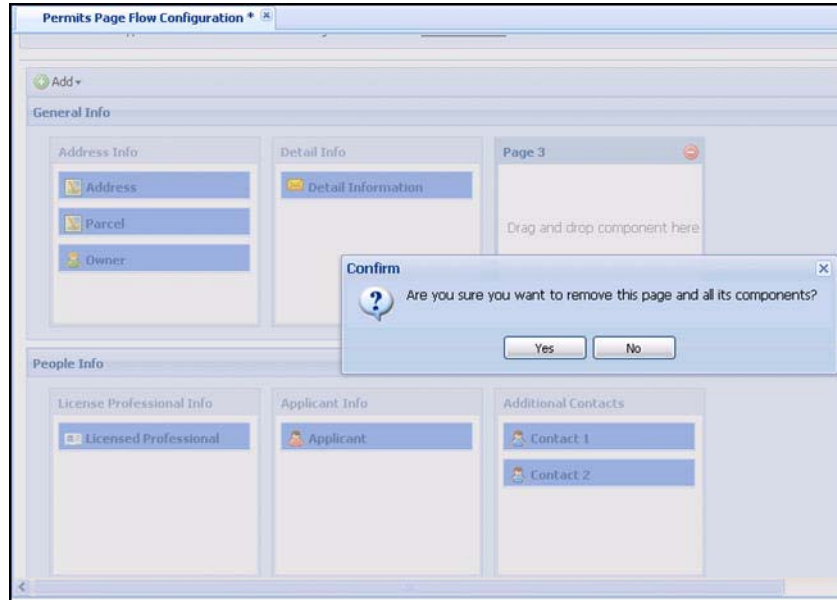 Permits Page Flow Configuration *
Add
General Info
Address Info
Detail Info
Page 3
Address
Detail Information
Parcel
Drag and drop component here
Owner
Confirm
Are you sure you want to remove this page and all its components?
Yes
No
People Info
License Professional Info
Applicant Info
Additional Contacts
Licensed Professional
Applicant
Contact 1
Contact 2